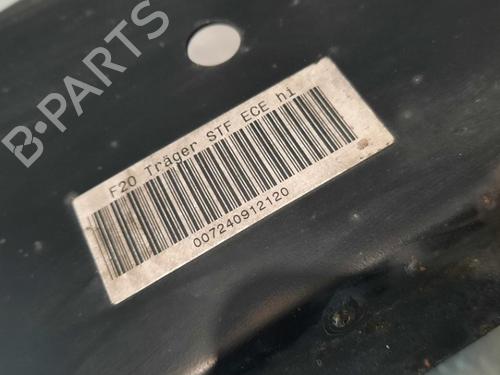 B-PARTS
F20 Träger STF ECE hi
007240912120